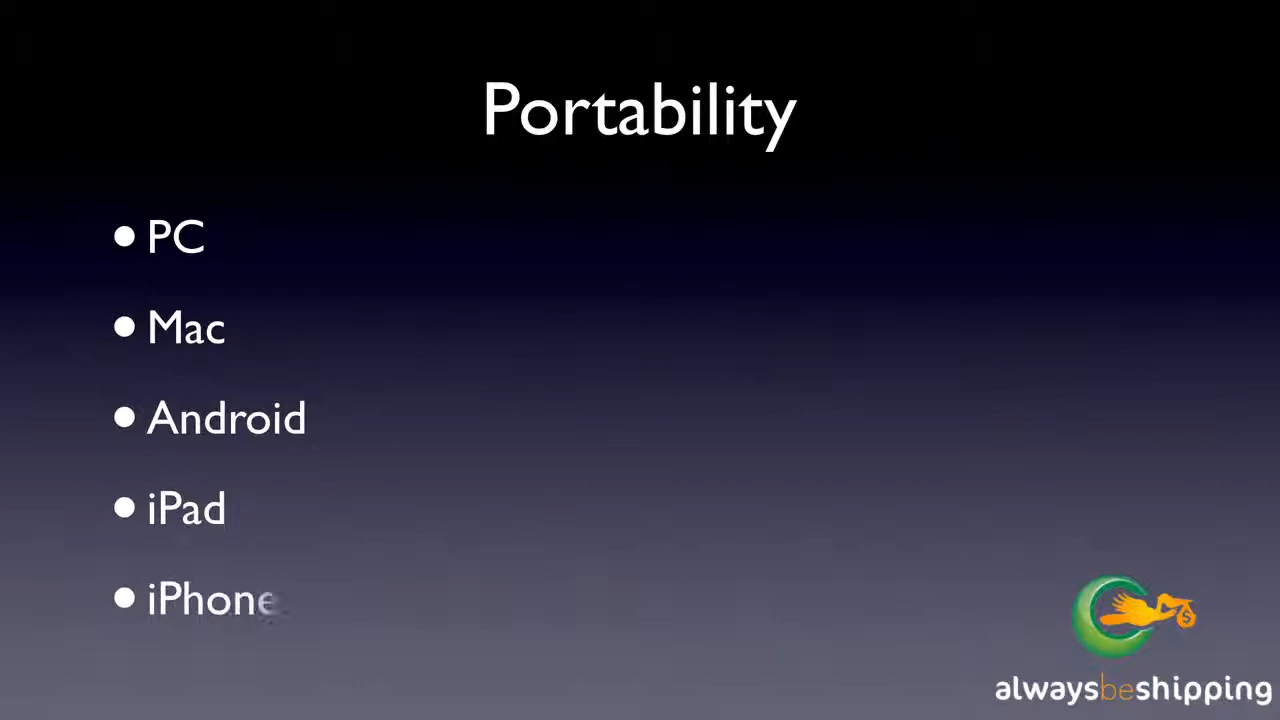 Portability
• PC
• Mac
• Android
• iPad
• iPhone
$
alwaysbeshipping